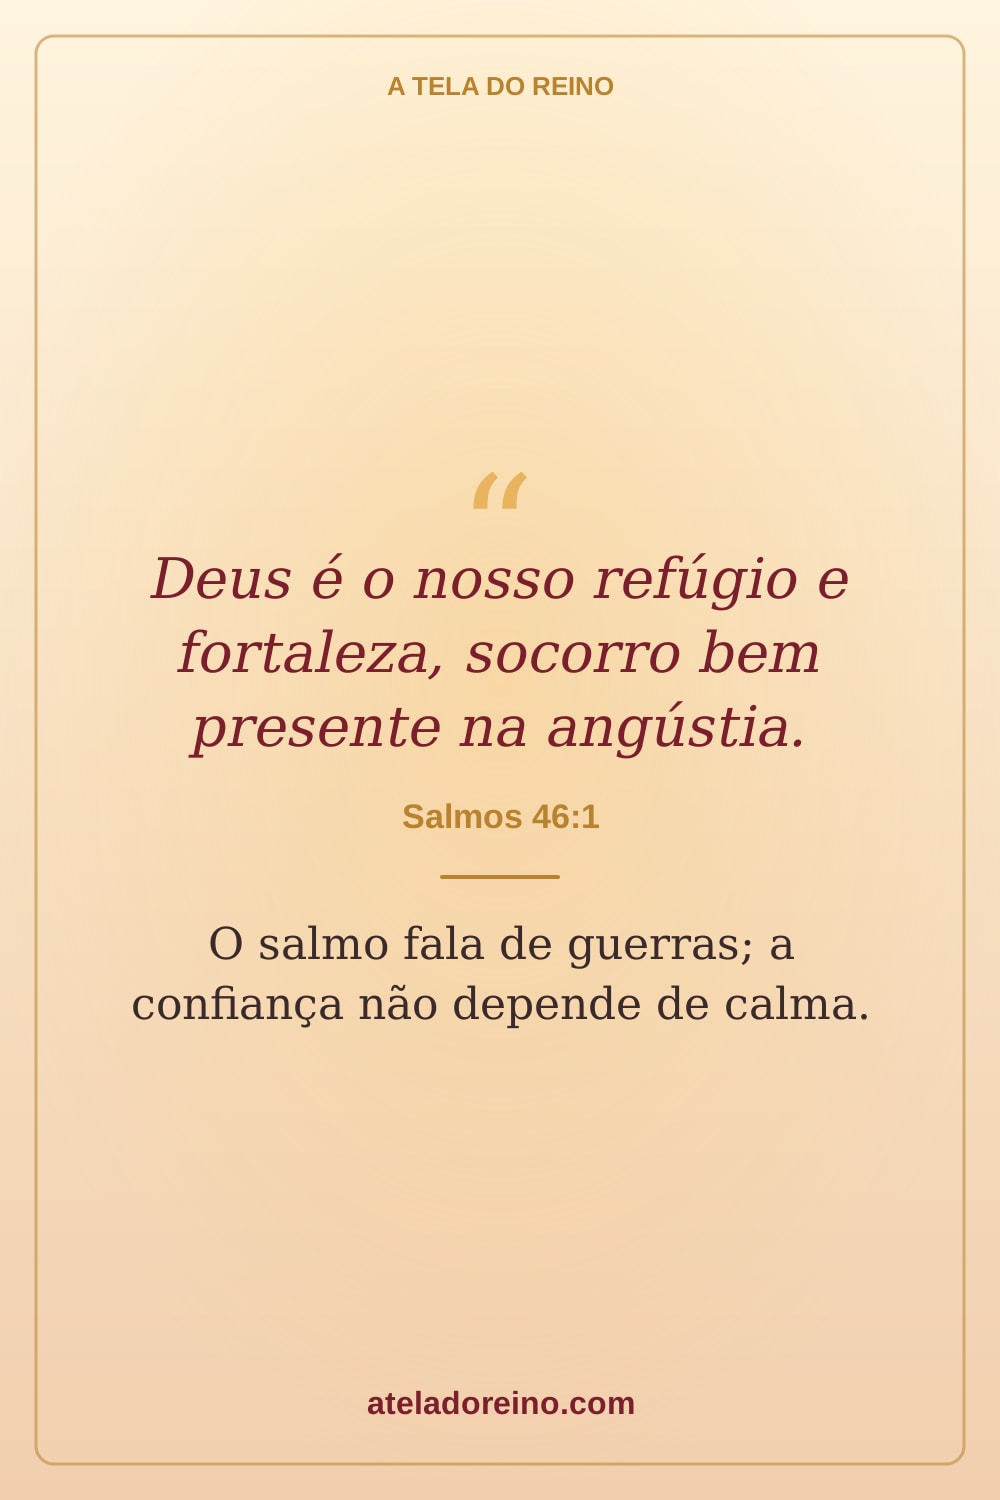 A TELA DO REINO
“
Deus é o nosso refúgio e
fortaleza, socorro bem
presente na angústia.
Salmos 46:1
O salmo fala de guerras; a
confiança não depende de calma.
ateladoreino.com